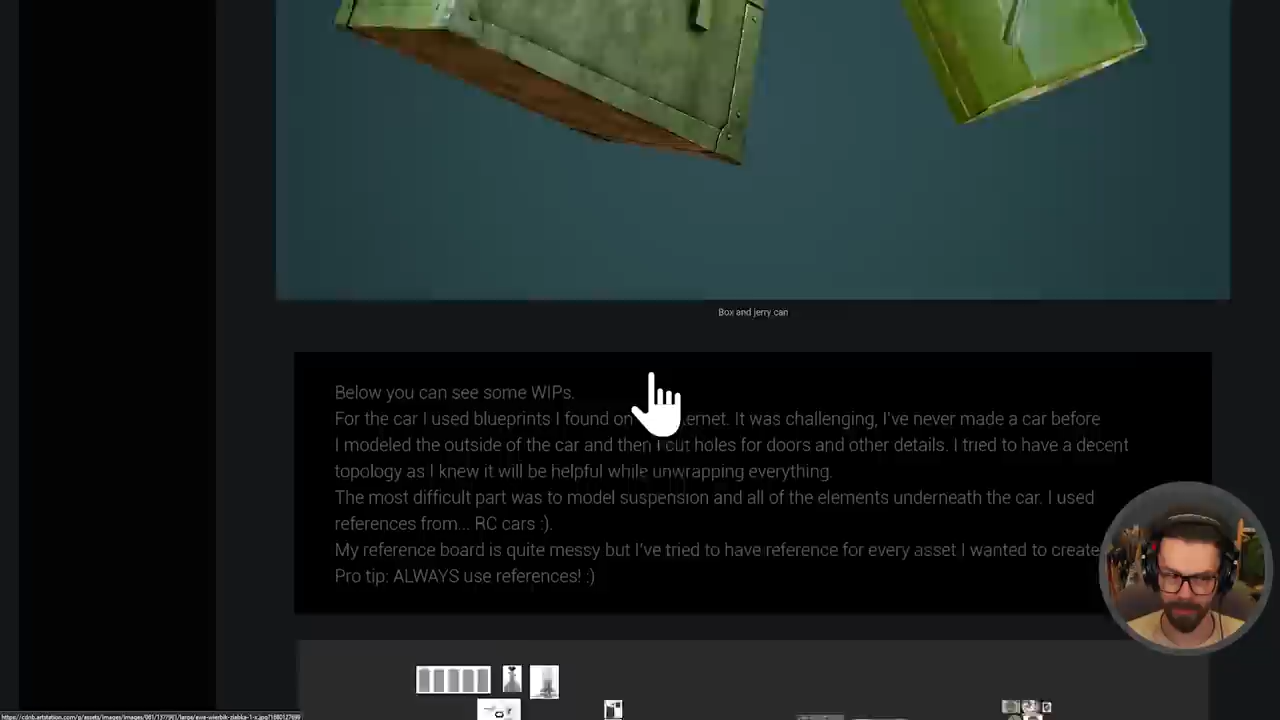 Box and jerry can
Below you can see some WIPs.
For the car I used blueprints I found on ernet. It was challenging, I've never made a car before
I modeled the outside of the car and then I cut holes for doors and other details. I tried to have a decent
topology as I knew it will be helpful while unwrapping everything.
The most difficult part was to model suspension and all of the elements underneath the car. I used
references from... RC cars :).
My reference board is quite messy but I've tried to have reference for every asset I wanted to create
Pro tip: ALWAYS use references! :)